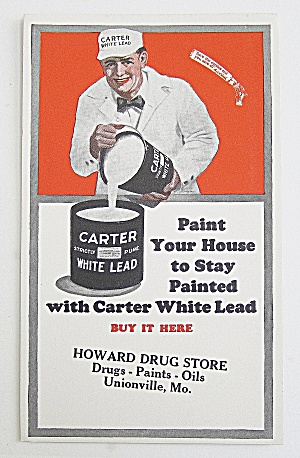 CARTER
WHITE LEAD
CARTER
CARTER
STRICTLY PURE
WHITE LEAD
Paint
Your House
to Stay
Painted
with Carter White Lead
BUY IT HERE
HOWARD DRUG STORE
Drugs - Paints - Oils
Unionville, Mo.